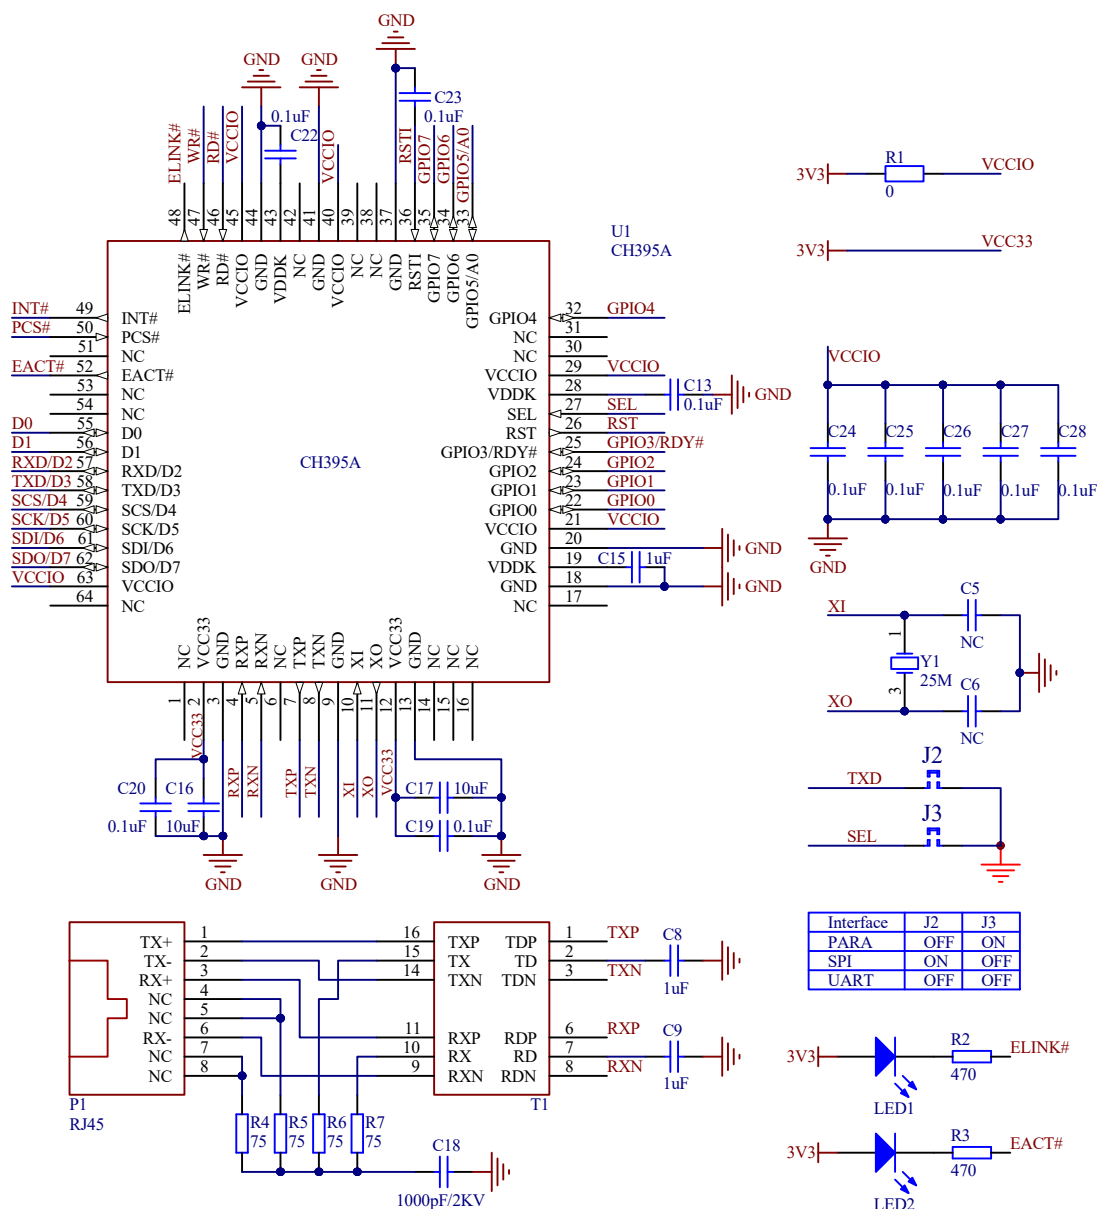 GND
GND GND
C23
0.1uF 0.1uF
C22
ELINK# WR# RD# VCCIO VCCIO RSTI GPIO7 GPIO6 GPIO5/A0
48 47 46 45 44 43 42 41 40 39 38 37 36 35 34 33
ELINK# WR# RD# VCCIO GND VDDK NC GND VCCIO NC NC GND RSTI GPIO7 GPIO6 GPIO5/A0
U1
CH395A
CH395A
INT# 49 INT#
PCS# 50 PCS#
51 NC
EACT# 52 EACT#
53 NC
54 NC
D0 55 D0
D1 56 D1
RXD/D2 57 RXD/D2
TXD/D3 58 TXD/D3
SCS/D4 59 SCS/D4
SCK/D5 60 SCK/D5
SDI/D6 61 SDI/D6
SDO/D7 62 SDO/D7
VCCIO 63 VCCIO
64 NC
GPIO4 32 GPIO4
NC 31
NC 30
VCCIO 29 VCCIO
VDDK 28 C13 0.1uF GND
SEL 27 SEL
RST 26 RST
GPIO3/RDY# 25 GPIO3/RDY#
GPIO2 24 GPIO2
GPIO1 23 GPIO1
GPIO0 22 GPIO0
VCCIO 21 VCCIO
GND 20 GND
VDDK 19 C15 1uF
GND 18 GND
NC 17
NC VCC33 GND RXP RXN NC TXP TXN GND XI XO VCC33 GND NC NC NC
1 2 3 4 5 6 7 8 9 10 11 12 13 14 15 16
VCC33 RXP RXN TXP TXN XI XO VCC33
C20 C16 C17 10uF
0.1uF 10uF C19 0.1uF
GND GND GND
3V3 R1 VCCIO
0
3V3 VCC33
VCCIO
C24 C25 C26 C27 C28
0.1uF 0.1uF 0.1uF 0.1uF 0.1uF
GND
XI C5
1 NC
Y1
25M
3 C6
XO
NC
TXD J2
SEL J3
Interface J2 J3
PARA OFF ON
SPI ON OFF
UART OFF OFF
TX+ 1 16 TXP TDP 1 TXP C8
TX- 2 15 TX TD 2
RX+ 3 14 TXN TDN 3 TXN 1uF
NC 4
NC 5
RX- 6 11 RXP RDP 6 RXP C9
NC 7 10 RX RD 7
NC 8 9 RXN RDN 8 RXN 1uF
P1 T1
RJ45
R4 R5 R6 R7
75 75 75 75
C18
1000pF/2KV
3V3 R2 ELINK#
470
LED1
3V3 R3 EACT#
470
LED2